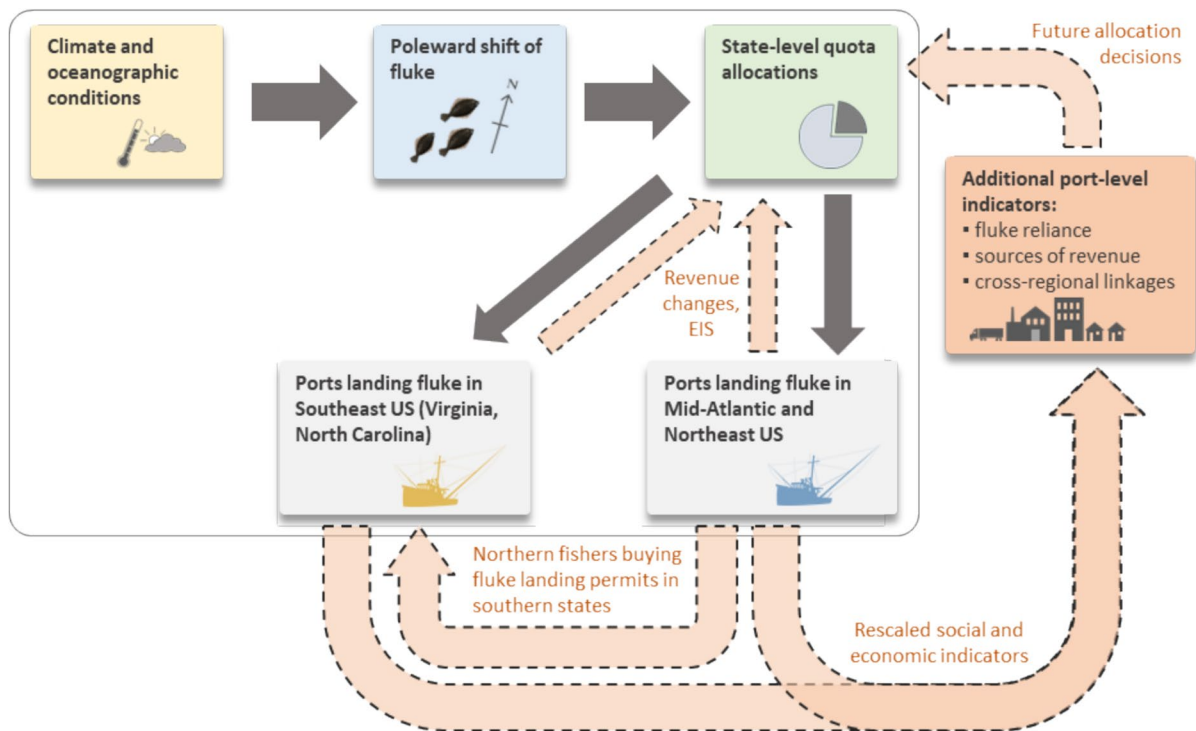 Climate and
oceanographic
conditions
Poleward shift of
fluke
N
State-level quota
allocations
Future allocation
decisions
Additional port-level
indicators:
▪ fluke reliance
▪ sources of revenue
▪ cross-regional linkages
Revenue
changes,
EIS
Ports landing fluke in
Southeast US (Virginia,
North Carolina)
Ports landing fluke in
Mid-Atlantic and
Northeast US
Northern fishers buying
fluke landing permits in
southern states
Rescaled social and
economic indicators